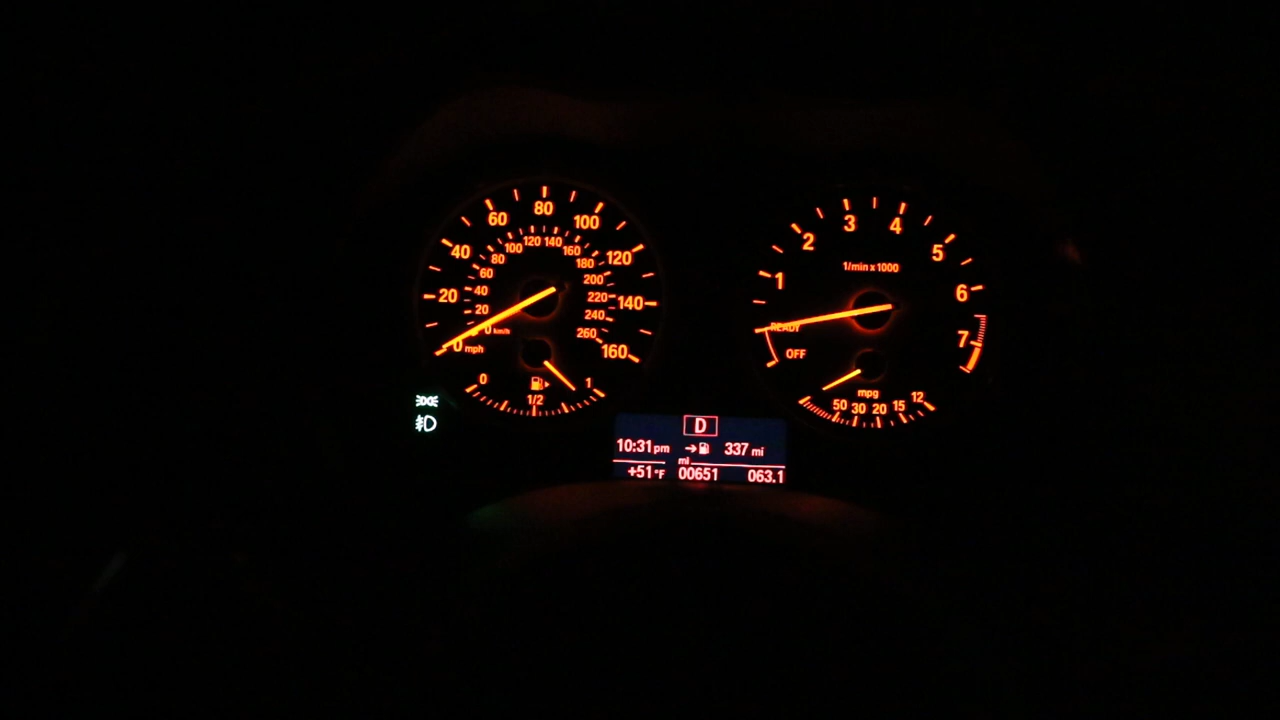 80
60
100
40
120
20
140
0 mph
160
120
140
100
160
80
180
60
200
40
220
20
240
0 km/h
260
0
1
1/2
3
4
2
5
1
6
7
1/min x 1000
READY
OFF
mpg
50 30 20 15 12
D
10:31 pm
337 mi
mi
+51 °F
00651
063.1